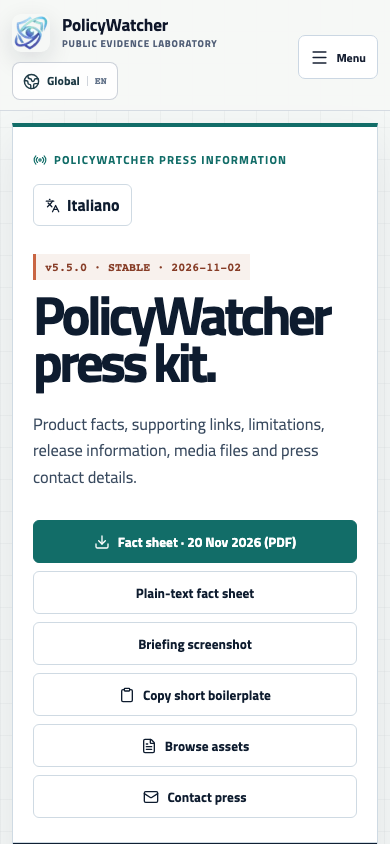 PolicyWatcher
PUBLIC EVIDENCE LABORATORY
Menu
Global | EN
POLICYWATCHER PRESS INFORMATION
Italiano
v5.5.0 · STABLE · 2026-11-02
PolicyWatcher
press kit.
Product facts, supporting links, limitations,
release information, media files and press
contact details.
Fact sheet · 20 Nov 2026 (PDF)
Plain-text fact sheet
Briefing screenshot
Copy short boilerplate
Browse assets
Contact press